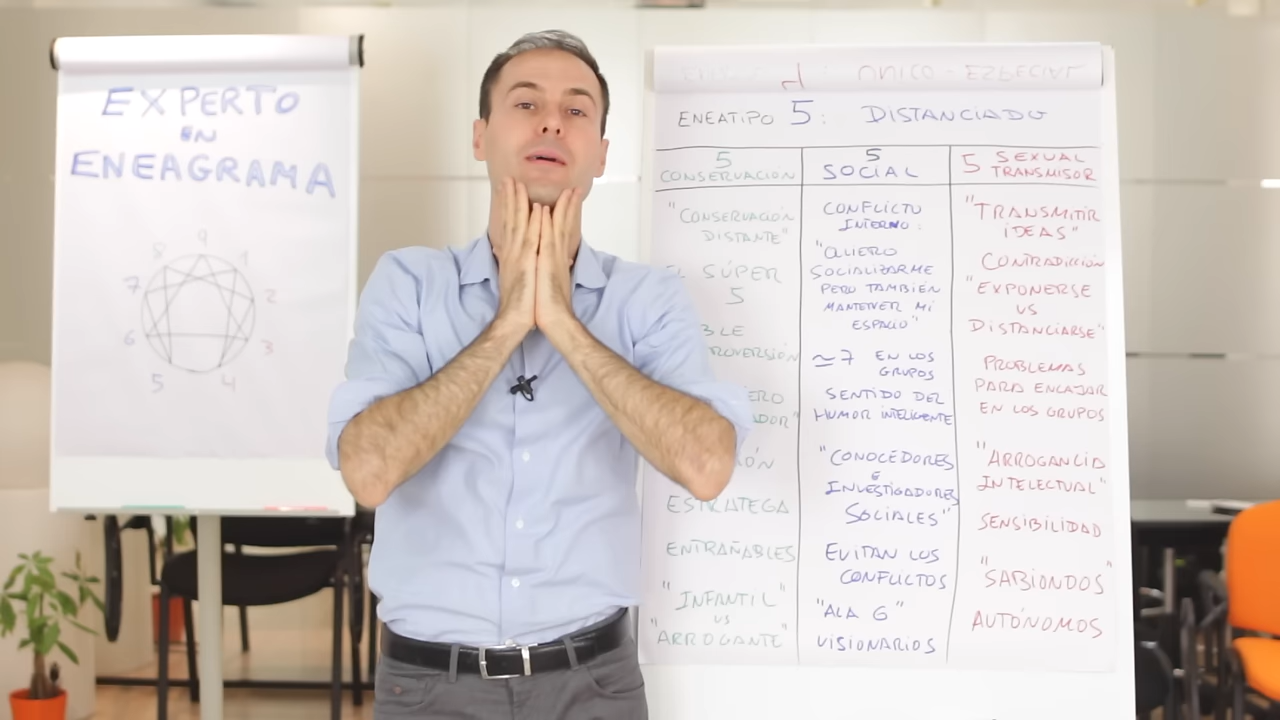 EXPERTO
EN
ENEAGRAMA
9
8
1
7
2
6
3
5
4
ENEATIPO 5: DISTANCIADO
5
CONSERVACIÓN
"CONSERVACIÓN
DISTANTE"
SÚPER
5
ESTRATEGA
ENTRAÑABLES
"INFANTIL"
VS
"ARROGANTE"
5
SOCIAL
CONFLICTO
INTERNO:
"QUIERO
SOCIALIZARME
PERO TAMBIÉN
MANTENER MI
ESPACIO"
≃7 EN LOS
GRUPOS
SENTIDO DEL
HUMOR INTELIGENTE
"CONOCEDORES
E
INVESTIGADORES
SOCIALES"
EVITAN LOS
CONFLICTOS
"ALA 6"
VISIONARIOS
5 SEXUAL
TRANSMISOR
"TRANSMITIR
IDEAS"
CONTRADICCIÓN
"EXPONERSE
VS
DISTANCIARSE"
PROBLEMAS
PARA ENCAJAR
EN LOS GRUPOS
"ARROGANCIA
INTELECTUAL"
SENSIBILIDAD
"SABIONDOS"
AUTÓNOMOS